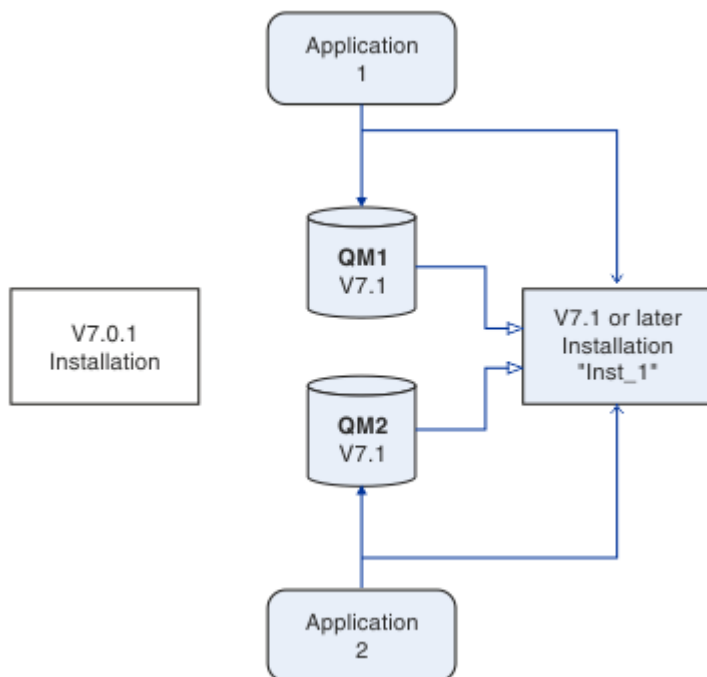 Application
1
QM1
V7.1
V7.0.1
Installation
V7.1 or later
Installation
"Inst_1"
QM2
V7.1
Application
2